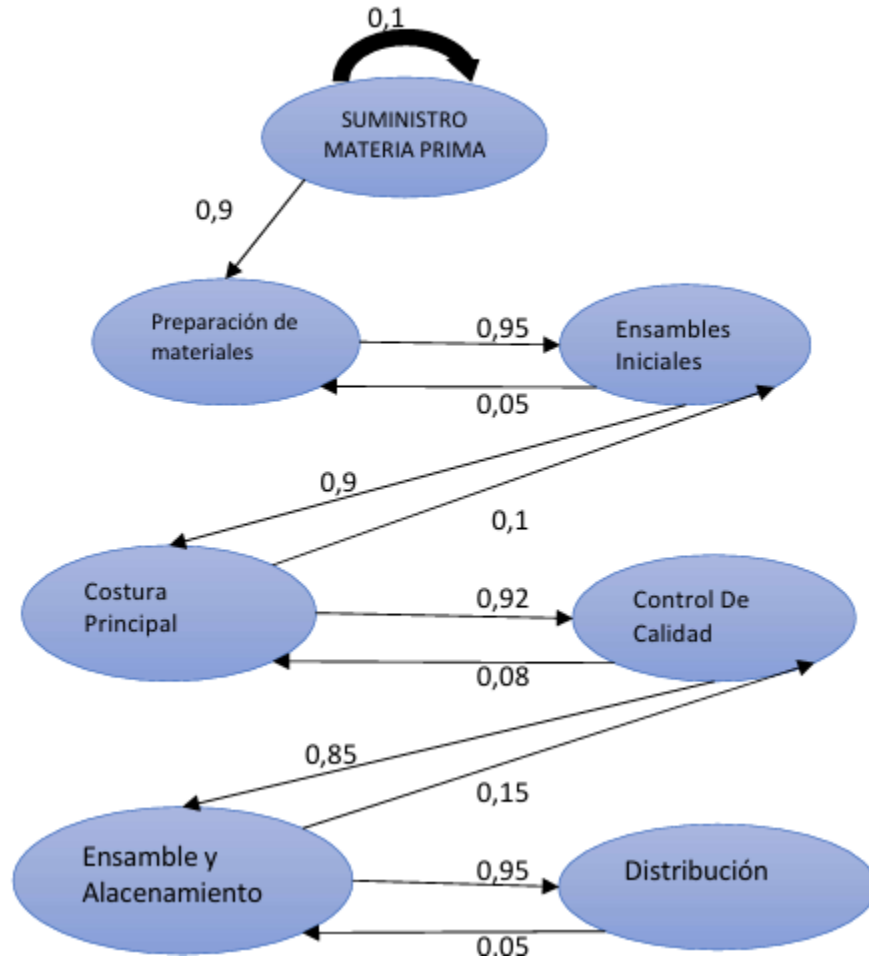 0,1
SUMINISTRO
MATERIA PRIMA
0,9
Preparación de
materiales
0,95
Ensambles
Iniciales
0,05
0,9
0,1
Costura
Principal
0,92
Control De
Calidad
0,08
0,85
0,15
Ensamble y
Alacenamiento
0,95
Distribución
0.05